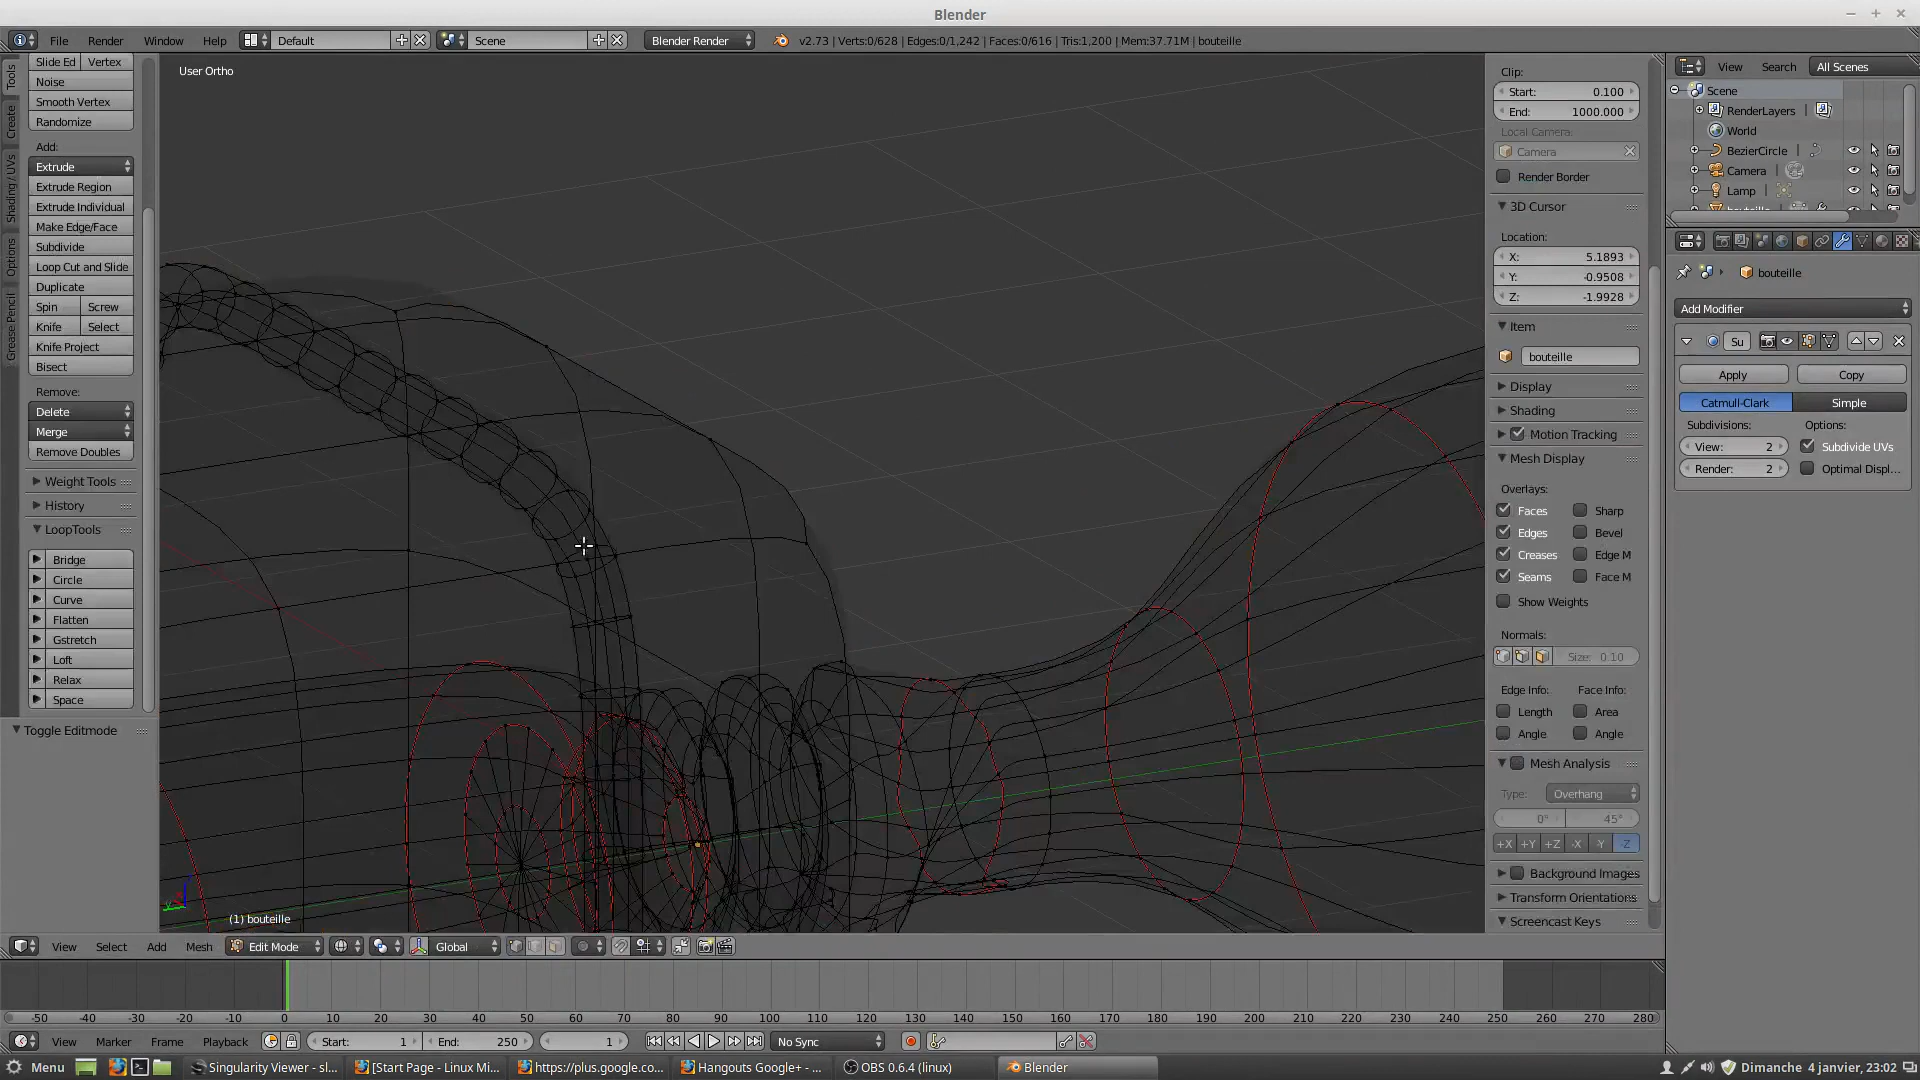 Blender
File Render Window Help Default Scene Blender Render v2.73 | Verts:0/628 | Edges:0/1,242 | Faces:0/616 | Tris:1,200 | Mem:37.71M | bouteille
Tools
Create
Shading / UVs
Options
Grease Pencil
Slide Ed Vertex
Noise
Smooth Vertex
Randomize
Add:
Extrude
Extrude Region
Extrude Individual
Make Edge/Face
Subdivide
Loop Cut and Slide
Duplicate
Spin Screw
Knife Select
Knife Project
Bisect
Remove:
Delete
Merge
Remove Doubles
Weight Tools
History
LoopTools
Bridge
Circle
Curve
Flatten
Gstretch
Loft
Relax
Space
Toggle Editmode
User Ortho
(1) bouteille
Clip:
Start: 0.100
End: 1000.000
Local Camera:
Camera
Render Border
3D Cursor
Location:
X: 5.1893
Y: -0.9508
Z: -1.9928
Item
bouteille
Display
Shading
Motion Tracking
Mesh Display
Overlays:
Faces Sharp
Edges Bevel
Creases Edge M
Seams Face M
Show Weights
Normals:
Size: 0.10
Edge Info: Face Info:
Length Area
Angle Angle
Mesh Analysis
Type: Overhang
0° 45°
+X +Y +Z -X -Y -Z
Background Images
Transform Orientations
Screencast Keys
View Search All Scenes
Scene
RenderLayers
World
BezierCircle
Camera
Lamp
bouteille
Add Modifier
Su
Apply Copy
Catmull-Clark Simple
Subdivisions: Options:
View: 2 Subdivide UVs
Render: 2 Optimal Displ...
View Select Add Mesh Edit Mode Global
-50 -40 -30 -20 -10 0 10 20 30 40 50 60 70 80 90 100 110 120 130 140 150 160 170 180 190 200 210 220 230 240 250 260 270 280
View Marker Frame Playback Start: 1 End: 250 1 No Sync
Menu Singularity Viewer - sl... [Start Page - Linux Mi... https://plus.google.co... Hangouts Google+ - ... OBS 0.6.4 (linux) Blender Dimanche 4 janvier, 23:02